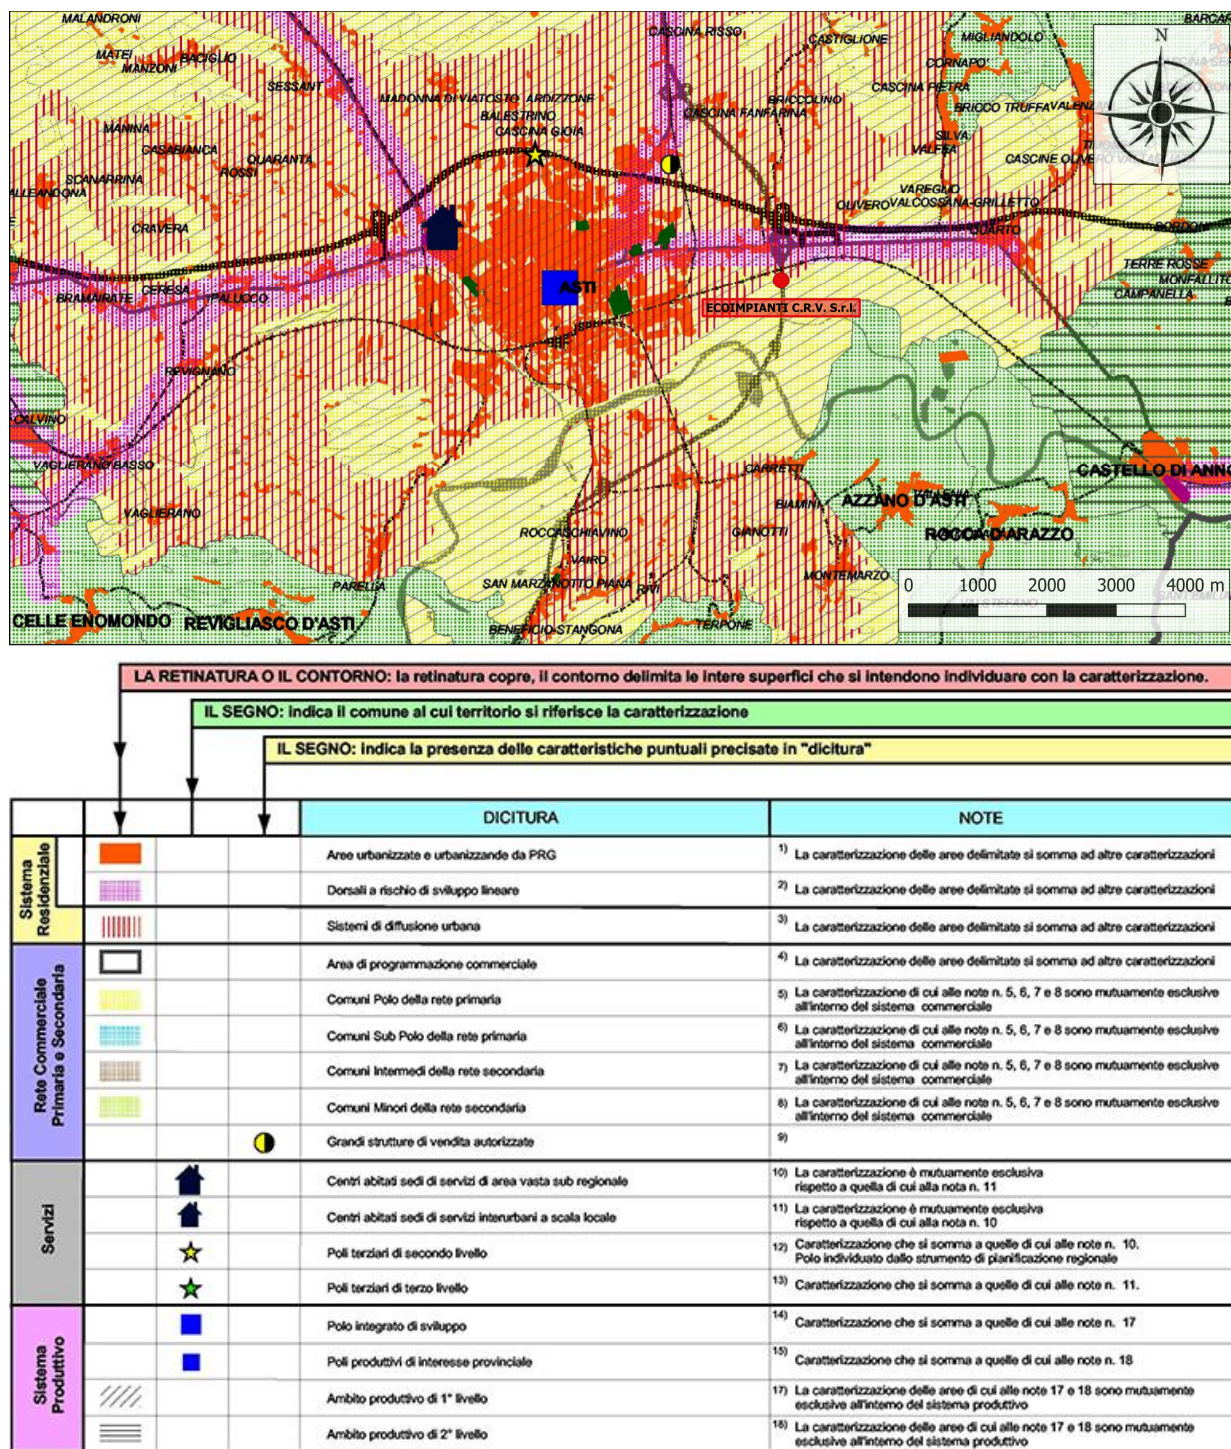 MALANDRONI
MATEI
MANZONI
BACIGLIO
SESSANT
CASCINA RISSO
CASTIGLIONE
MIGLIANDOLO
CORNAPO'
CASCINA PIETRA
BRICCO TRUFFA
MADONNA DI VIATOSTO
ARDIZZONE
BALESTRINO
CASCINA GIOIA
BRICCOLINO
CASCINA FANFARINA
SILVA
VALFEA
MANINA
CASABIANCA
QUARANTA
ROSSI
SCANARRINA
CRAVERA
VAREGLIO
OLIVERO
VALCOSSANA-GRILLETTO
QUARTO
N
TERRE ROSSE
MONFALLITO
CAMPANELLA
CERESA
BRAMAIRATE
PALUCCO
ASTI
ECOIMPIANTI C.R.V. S.r.l.
REVIGNANO
CALVINO
VAGLIERANO BASSO
VAGLIERANO
CARRETTI
BIAMINI
AZZANO D'ASTI
CASTELLO DI ANNO
ROCCA D'ARAZZO
ROCCASCHIAVINO
VAIRO
GIANOTTI
MONTEMARZO
PARELLA
SAN MARZANOTTO PIANA
RIVI
TERPONE
BENEFICIO-STANGONA
CELLE ENOMONDO
REVIGLIASCO D'ASTI
0 1000 2000 3000 4000 m
LA RETINATURA O IL CONTORNO: la retinatura copre, il contorno delimita le intere superfici che si intendono individuare con la caratterizzazione.
IL SEGNO: indica il comune al cui territorio si riferisce la caratterizzazione
IL SEGNO: indica la presenza delle caratteristiche puntuali precisate in "dicitura"
DICITURA NOTE
Sistema Residenziale
Aree urbanizzate e urbanizzande da PRG 1) La caratterizzazione delle aree delimitate si somma ad altre caratterizzazioni
Dorsali a rischio di sviluppo lineare 2) La caratterizzazione delle aree delimitate si somma ad altre caratterizzazioni
Sistemi di diffusione urbana 3) La caratterizzazione delle aree delimitate si somma ad altre caratterizzazioni
Rete Commerciale Primaria e Secondaria
Area di programmazione commerciale 4) La caratterizzazione delle aree delimitate si somma ad altre caratterizzazioni
Comuni Polo della rete primaria 5) La caratterizzazione di cui alle note n. 5, 6, 7 e 8 sono mutuamente esclusive
all'interno del sistema commerciale
Comuni Sub Polo della rete primaria 6) La caratterizzazione di cui alle note n. 5, 6, 7 e 8 sono mutuamente esclusive
all'interno del sistema commerciale
Comuni Intermedi della rete secondaria 7) La caratterizzazione di cui alle note n. 5, 6, 7 e 8 sono mutuamente esclusive
all'interno del sistema commerciale
Comuni Minori della rete secondaria 8) La caratterizzazione di cui alle note n. 5, 6, 7 e 8 sono mutuamente esclusive
all'interno del sistema commerciale
Grandi strutture di vendita autorizzate 9)
Servizi
Centri abitati sedi di servizi di area vasta sub regionale 10) La caratterizzazione è mutuamente esclusiva
rispetto a quella di cui alla nota n. 11
Centri abitati sedi di servizi interurbani a scala locale 11) La caratterizzazione è mutuamente esclusiva
rispetto a quella di cui alla nota n. 10
Poli terziari di secondo livello 12) Caratterizzazione che si somma a quelle di cui alle note n. 10.
Polo individuato dallo strumento di pianificazione regionale
Poli terziari di terzo livello 13) Caratterizzazione che si somma a quelle di cui alle note n. 11.
Sistema Produttivo
Polo integrato di sviluppo 14) Caratterizzazione che si somma a quelle di cui alle note n. 17
Poli produttivi di interesse provinciale 15) Caratterizzazione che si somma a quelle di cui alle note n. 18
Ambito produttivo di 1° livello 17) La caratterizzazione delle aree di cui alle note 17 e 18 sono mutuamente
esclusive all'interno del sistema produttivo
Ambito produttivo di 2° livello 18) La caratterizzazione delle aree di cui alle note 17 e 18 sono mutuamente
esclusive all'interno del sistema produttivo